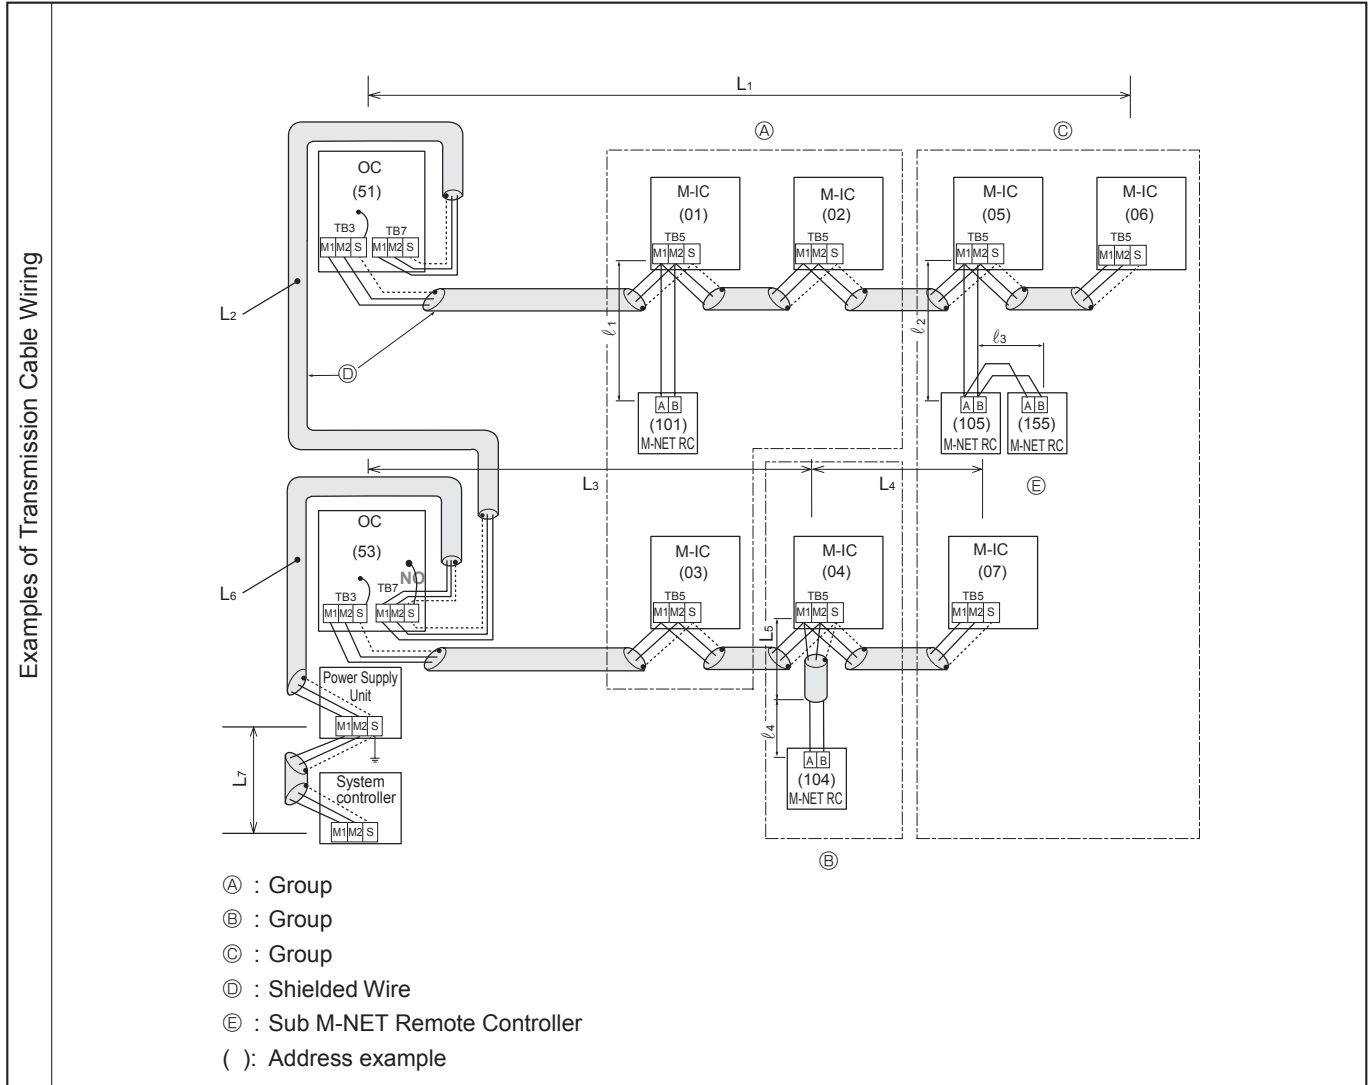 Examples of Transmission Cable Wiring
L1
Ⓐ
Ⓒ
OC
(51)
TB3
TB7
M1 M2 S
M1 M2 S
M-IC
(01)
TB5
M1 M2 S
M-IC
(02)
TB5
M1 M2 S
M-IC
(05)
TB5
M1 M2 S
M-IC
(06)
TB5
M1 M2 S
L2
Ⓓ
ℓ1
ℓ2
ℓ3
A B
(101)
M-NET RC
A B
(105)
M-NET RC
A B
(155)
M-NET RC
L3
L4
Ⓔ
OC
(53)
NO
TB3
TB7
M1 M2 S
M1 M2 S
M-IC
(03)
TB5
M1 M2 S
M-IC
(04)
TB5
M1 M2 S
M-IC
(07)
TB5
M1 M2 S
L6
L5
ℓ4
Power Supply
Unit
M1 M2 S
A B
(104)
M-NET RC
L7
System
controller
M1 M2 S
Ⓑ
Ⓐ : Group
Ⓑ : Group
Ⓒ : Group
Ⓓ : Shielded Wire
Ⓔ : Sub M-NET Remote Controller
( ): Address example